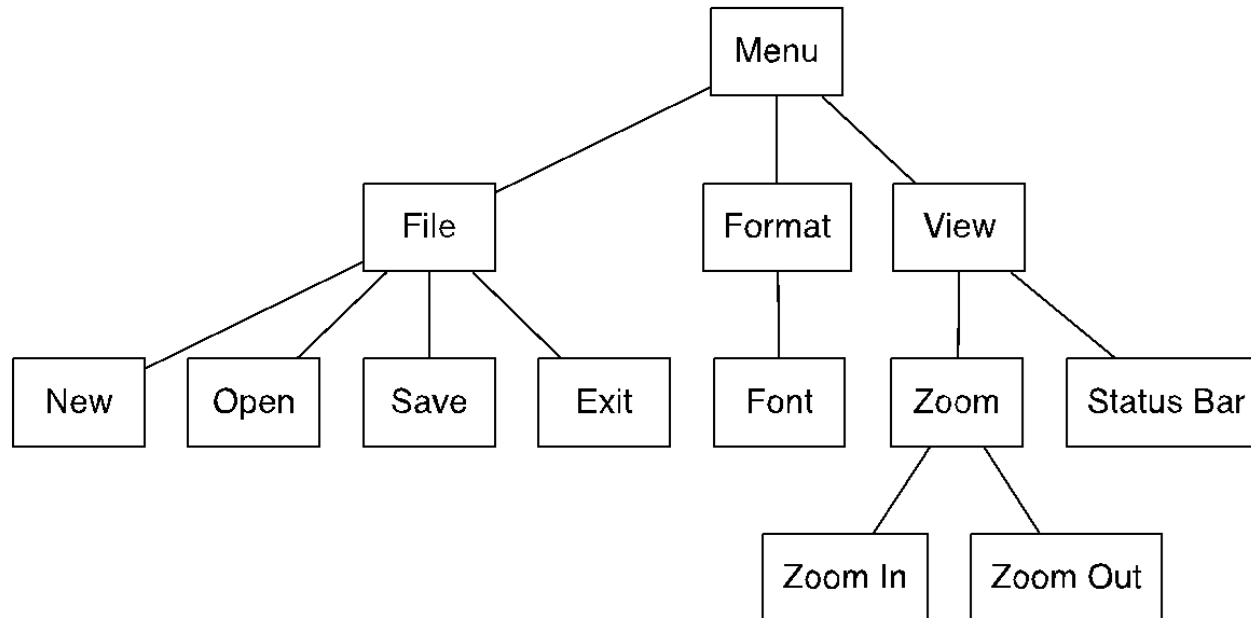 Menu
File
Format
View
New
Open
Save
Exit
Font
Zoom
Status Bar
Zoom In
Zoom Out